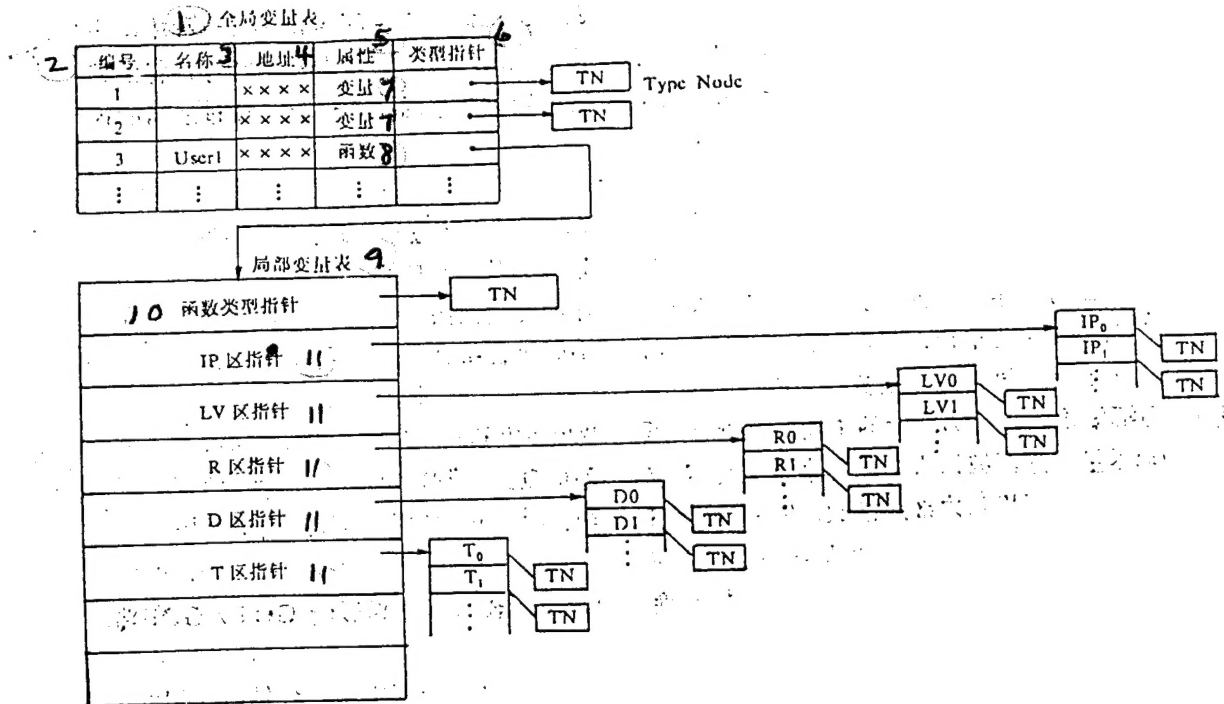 1 全局变量表
2 编号 名称 3 地址 4 属性 5 类型指针 6
1 ×××× 变量 7 TN Type Node
2 ×××× 变量 7 TN
3 User1 ×××× 函数 8
⋮ ⋮ ⋮ ⋮ ⋮
局部变量表 9
10 函数类型指针 TN
IP 区指针 11 IP₀ TN
IP₁ TN
LV 区指针 11 LV0 TN
LV1 TN
R 区指针 11 R0 TN
R1 TN
D 区指针 11 D0 TN
D1 TN
T 区指针 11 T₀ TN
T₁ TN